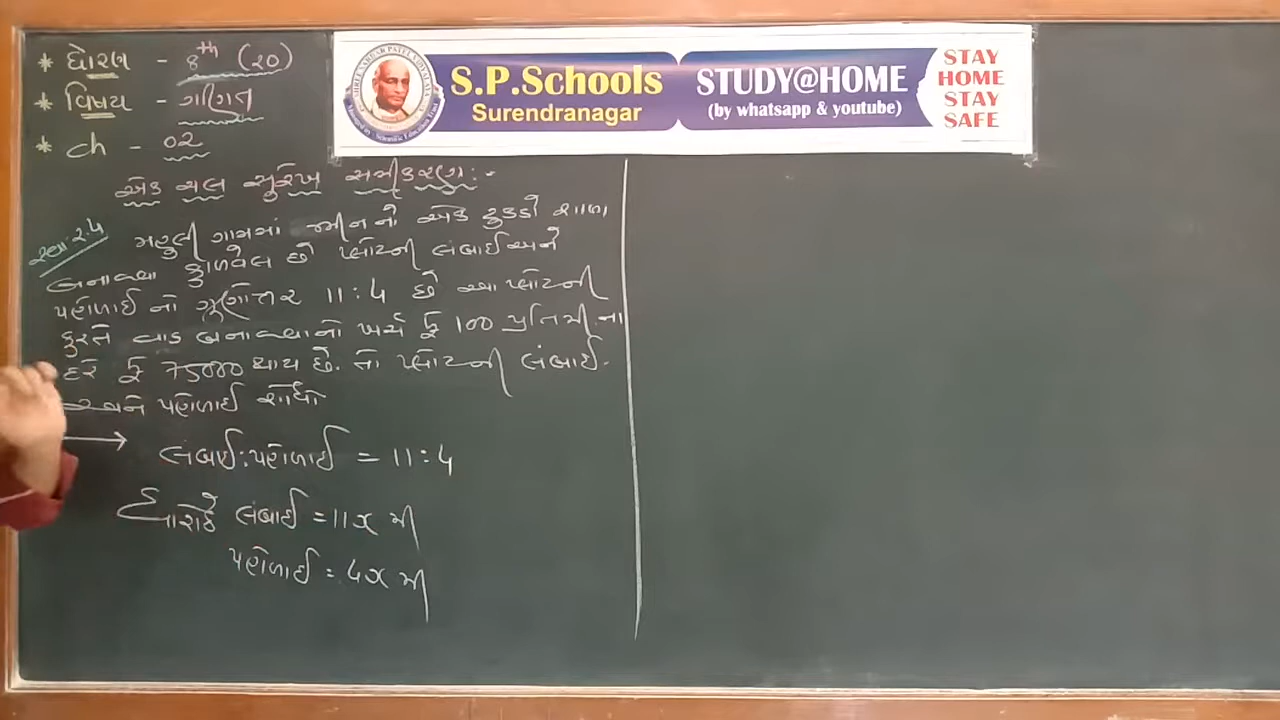 * ધોરણ - 8th (20)
* વિષય - ગણિત
* ch - 02
S.P.Schools
Surendranagar
STUDY@HOME
(by whatsapp & youtube)
STAY
HOME
STAY
SAFE
એક ચલ સુરેખ સમીકરણ :-
સ્વા: 2.4
મહુલી ગામમાં જમીનનો એક ટુકડો શાળા
બનાવવા ફાળવેલ છે પ્લોટની લંબાઈ અને
પહોળાઈ નો ગુણોત્તર 11:4 છે આ પ્લોટની
ફરતે વાડ બનાવવાનો ખર્ચ રૂ 100 પ્રતિ મી. ના
દરે રૂ 75000 થાય છે. તો પ્લોટની લંબાઈ
અને પહોળાઈ શોધો
→ લંબાઈ:પહોળાઈ = 11:4
ધારોકે લંબાઈ = 11x મી
પહોળાઈ = 4x મી